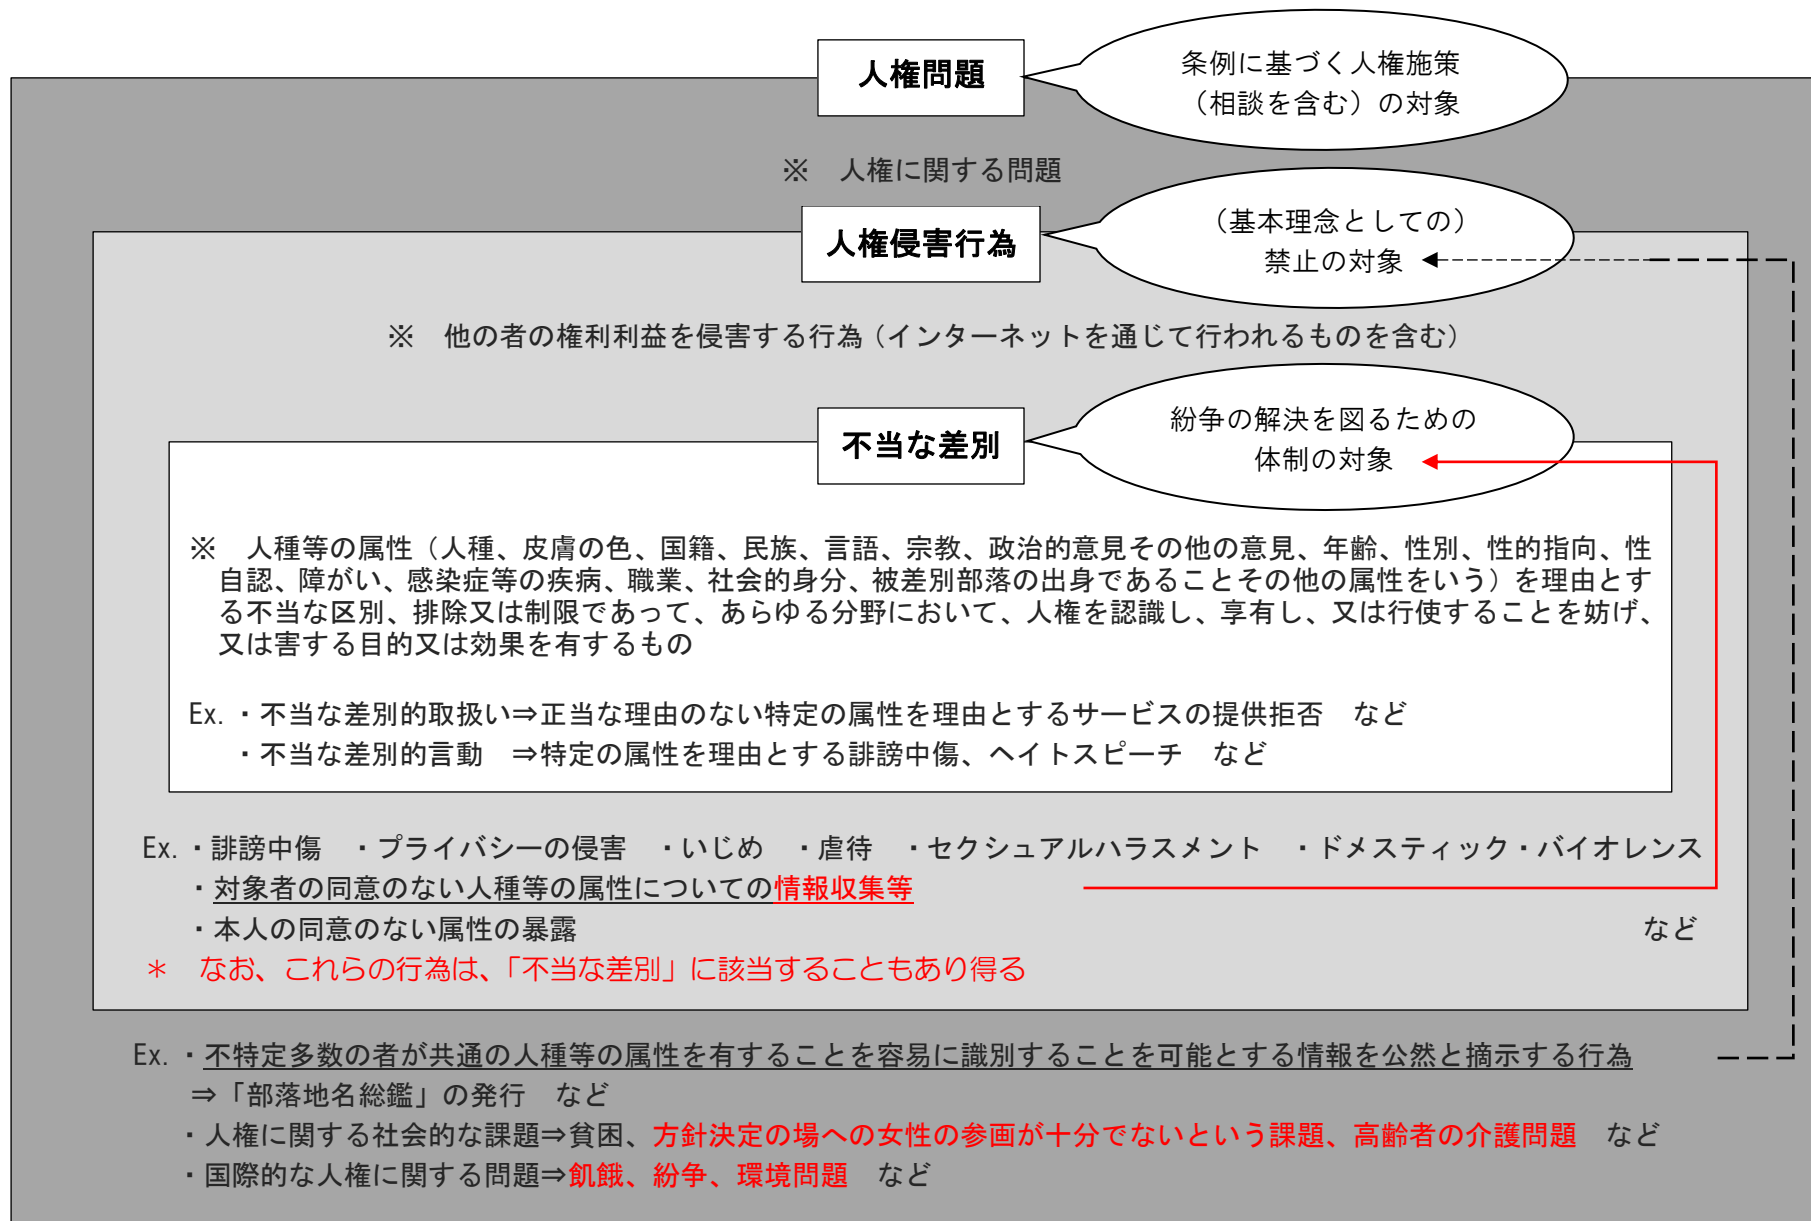 人権問題
条例に基づく人権施策
（相談を含む）の対象
※　人権に関する問題
人権侵害行為
（基本理念としての）
禁止の対象
※　他の者の権利利益を侵害する行為（インターネットを通じて行われるものを含む）
不当な差別
紛争の解決を図るための
体制の対象
※　人種等の属性（人種、皮膚の色、国籍、民族、言語、宗教、政治的意見その他の意見、年齢、性別、性的指向、性
自認、障がい、感染症等の疾病、職業、社会的身分、被差別部落の出身であることその他の属性をいう）を理由とす
る不当な区別、排除又は制限であって、あらゆる分野において、人権を認識し、享有し、又は行使することを妨げ、
又は害する目的又は効果を有するもの
Ex. ・不当な差別的取扱い⇒正当な理由のない特定の属性を理由とするサービスの提供拒否　など
・不当な差別的言動　⇒特定の属性を理由とする誹謗中傷、ヘイトスピーチ　など
Ex. ・誹謗中傷　・プライバシーの侵害　・いじめ　・虐待　・セクシュアルハラスメント　・ドメスティック・バイオレンス
・対象者の同意のない人種等の属性についての情報収集等
・本人の同意のない属性の暴露　など
＊　なお、これらの行為は、「不当な差別」に該当することもあり得る
Ex. ・不特定多数の者が共通の人種等の属性を有することを容易に識別することを可能とする情報を公然と摘示する行為
⇒「部落地名総鑑」の発行　など
・人権に関する社会的な課題⇒貧困、方針決定の場への女性の参画が十分でないという課題、高齢者の介護問題　など
・国際的な人権に関する問題⇒飢餓、紛争、環境問題　など